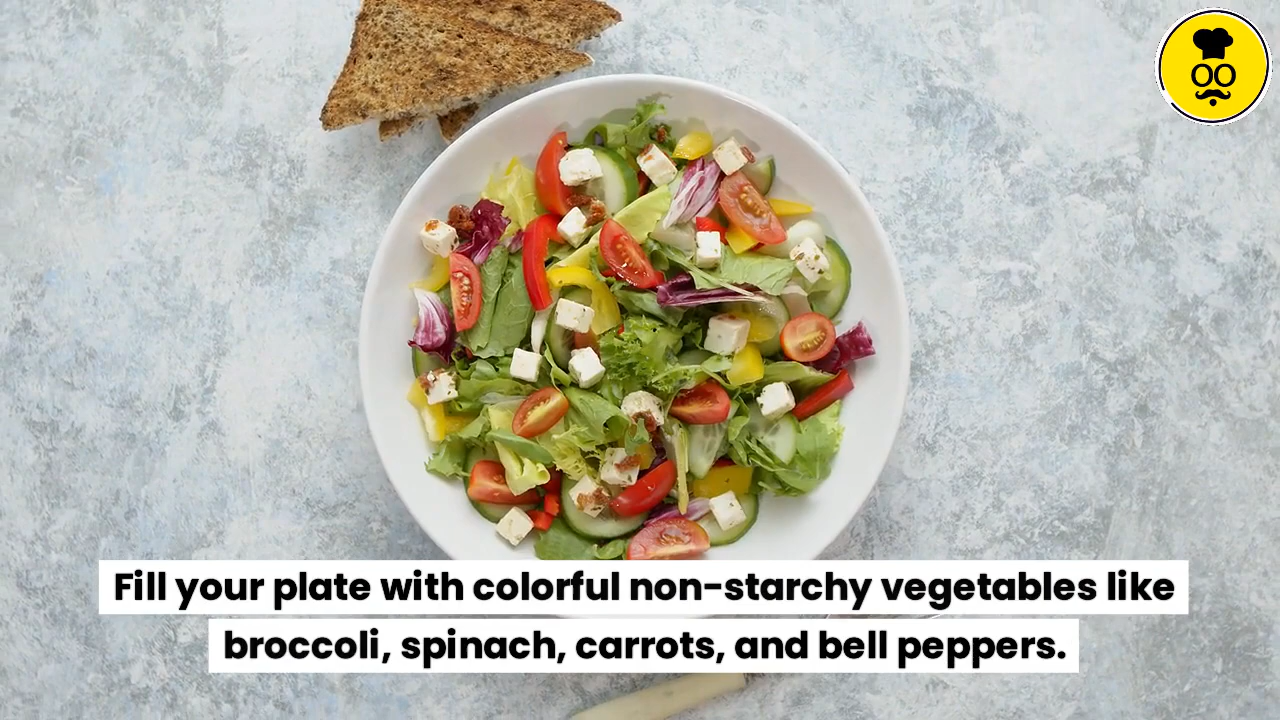 Fill your plate with colorful non-starchy vegetables like
broccoli, spinach, carrots, and bell peppers.